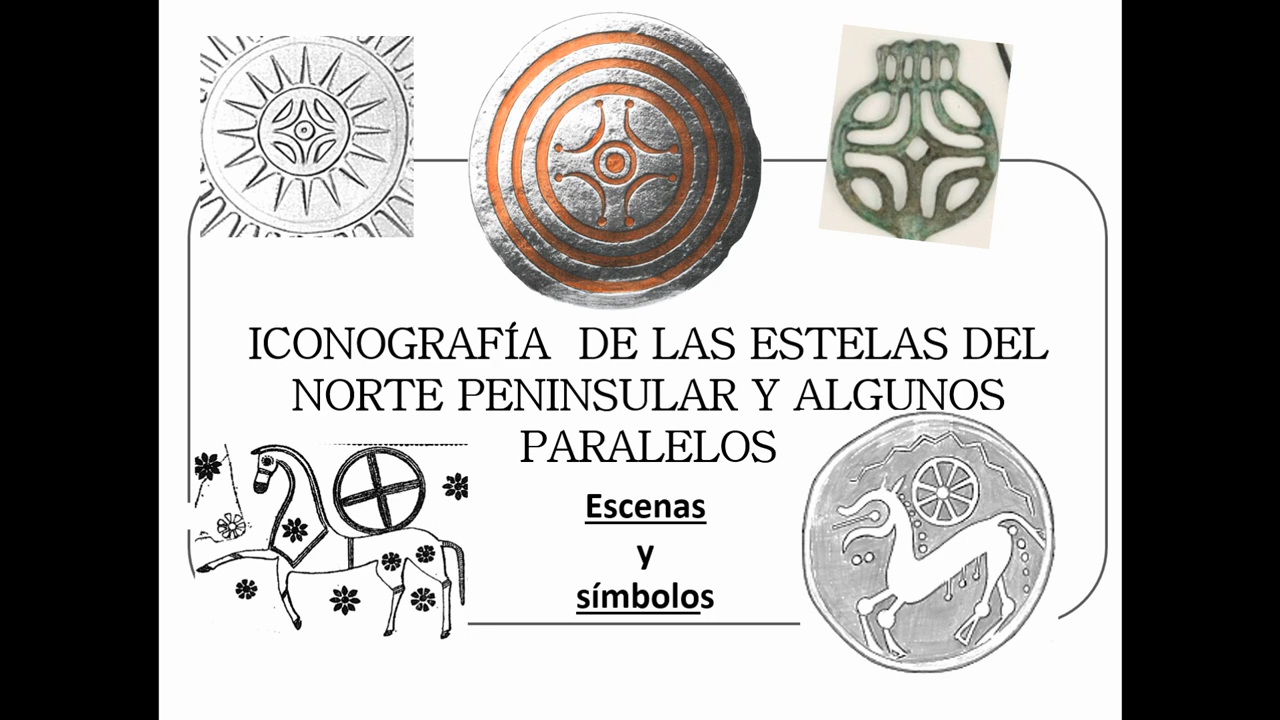 ICONOGRAFÍA DE LAS ESTELAS DEL
NORTE PENINSULAR Y ALGUNOS
PARALELOS
Escenas
y
símbolos